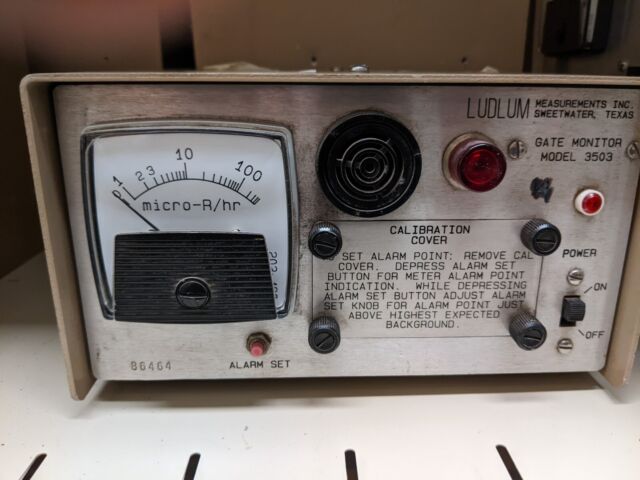 LUDLUM MEASUREMENTS INC.
SWEETWATER, TEXAS
GATE MONITOR
MODEL 3503
0 1 2 3 10 100
micro-R/hr
CALIBRATION
COVER
SET ALARM POINT: REMOVE CAL
COVER. DEPRESS ALARM SET
BUTTON FOR METER ALARM POINT
INDICATION. WHILE DEPRESSING
ALARM SET BUTTON ADJUST ALARM
SET KNOB FOR ALARM POINT JUST
ABOVE HIGHEST EXPECTED
BACKGROUND.
POWER
ON
OFF
86464
ALARM SET